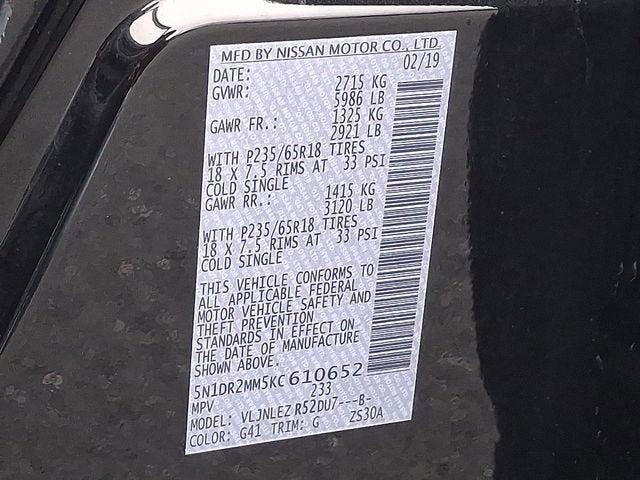 MFD BY NISSAN MOTOR CO., LTD.
DATE: 02/19
GVWR: 2715 KG
5986 LB
GAWR FR.: 1325 KG
2921 LB
WITH P235/65R18 TIRES
18 X 7.5 RIMS AT 33 PSI
COLD SINGLE
GAWR RR.: 1415 KG
3120 LB
WITH P235/65R18 TIRES
18 X 7.5 RIMS AT 33 PSI
COLD SINGLE
THIS VEHICLE CONFORMS TO
ALL APPLICABLE FEDERAL
MOTOR VEHICLE SAFETY AND
THEFT PREVENTION
STANDARDS IN EFFECT ON
THE DATE OF MANUFACTURE
SHOWN ABOVE.
5N1DR2MM5KC610652
MPV 233
MODEL: VLJNLEZ R52DU7---B-
COLOR: G41 TRIM: G ZS30A